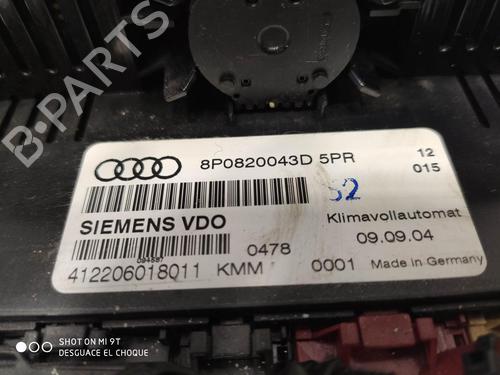 B-Parts
8P0820043D 5PR
12
015
52
SIEMENS VDO
Klimavollautomat
094887
0478
09.09.04
412206018011 KMM
0001 Made in Germany
SHOT ON MI 9T
DESGUACE EL CHOQUE